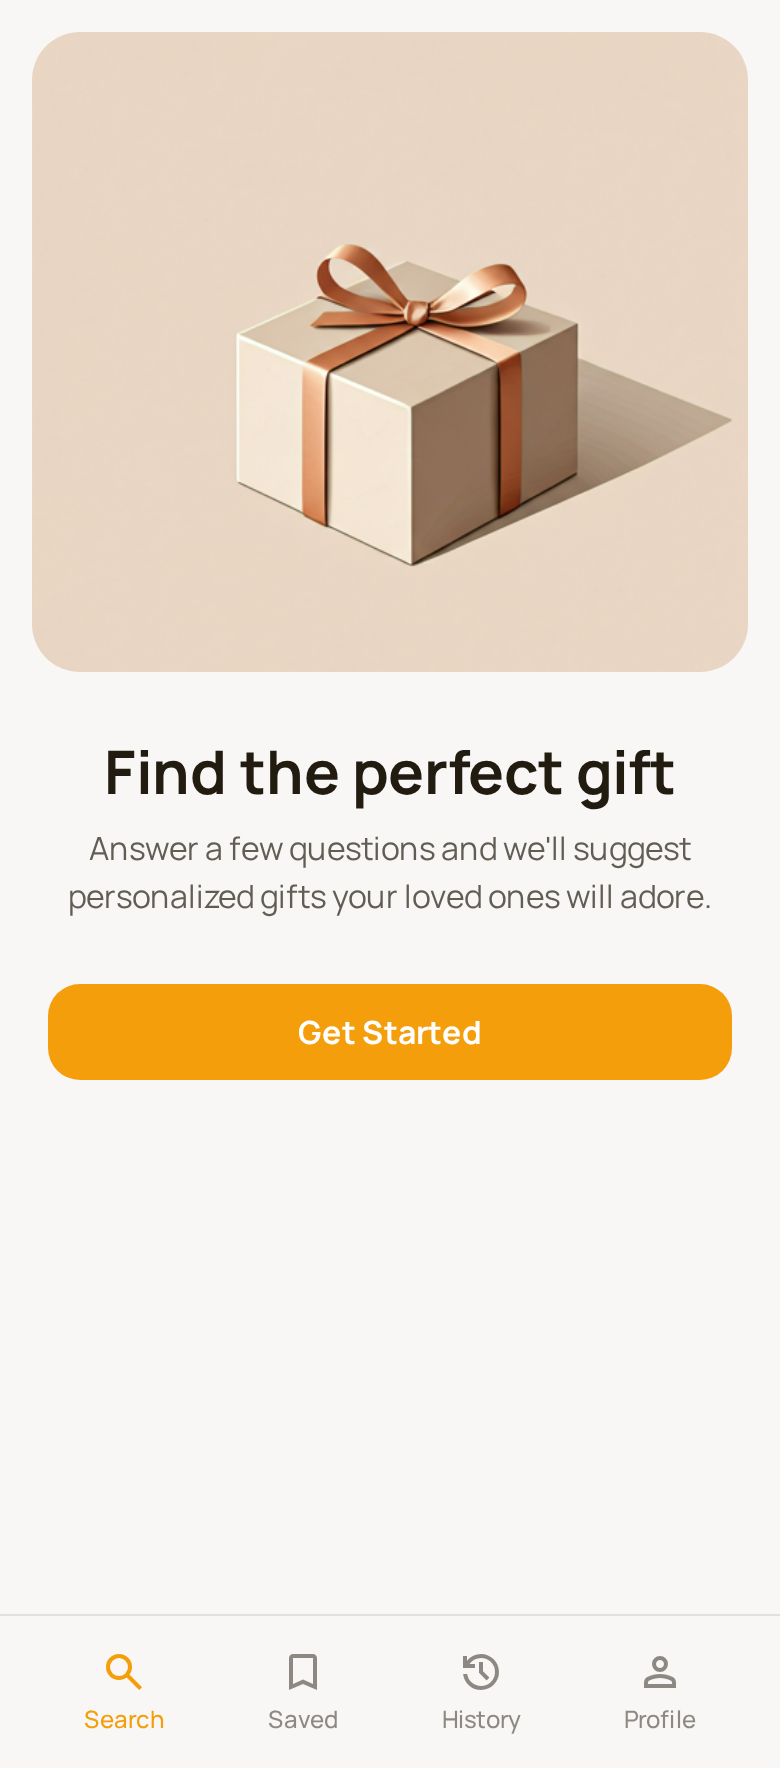 Find the perfect gift
Answer a few questions and we'll suggest
personalized gifts your loved ones will adore.
Get Started
Search
Saved
History
Profile